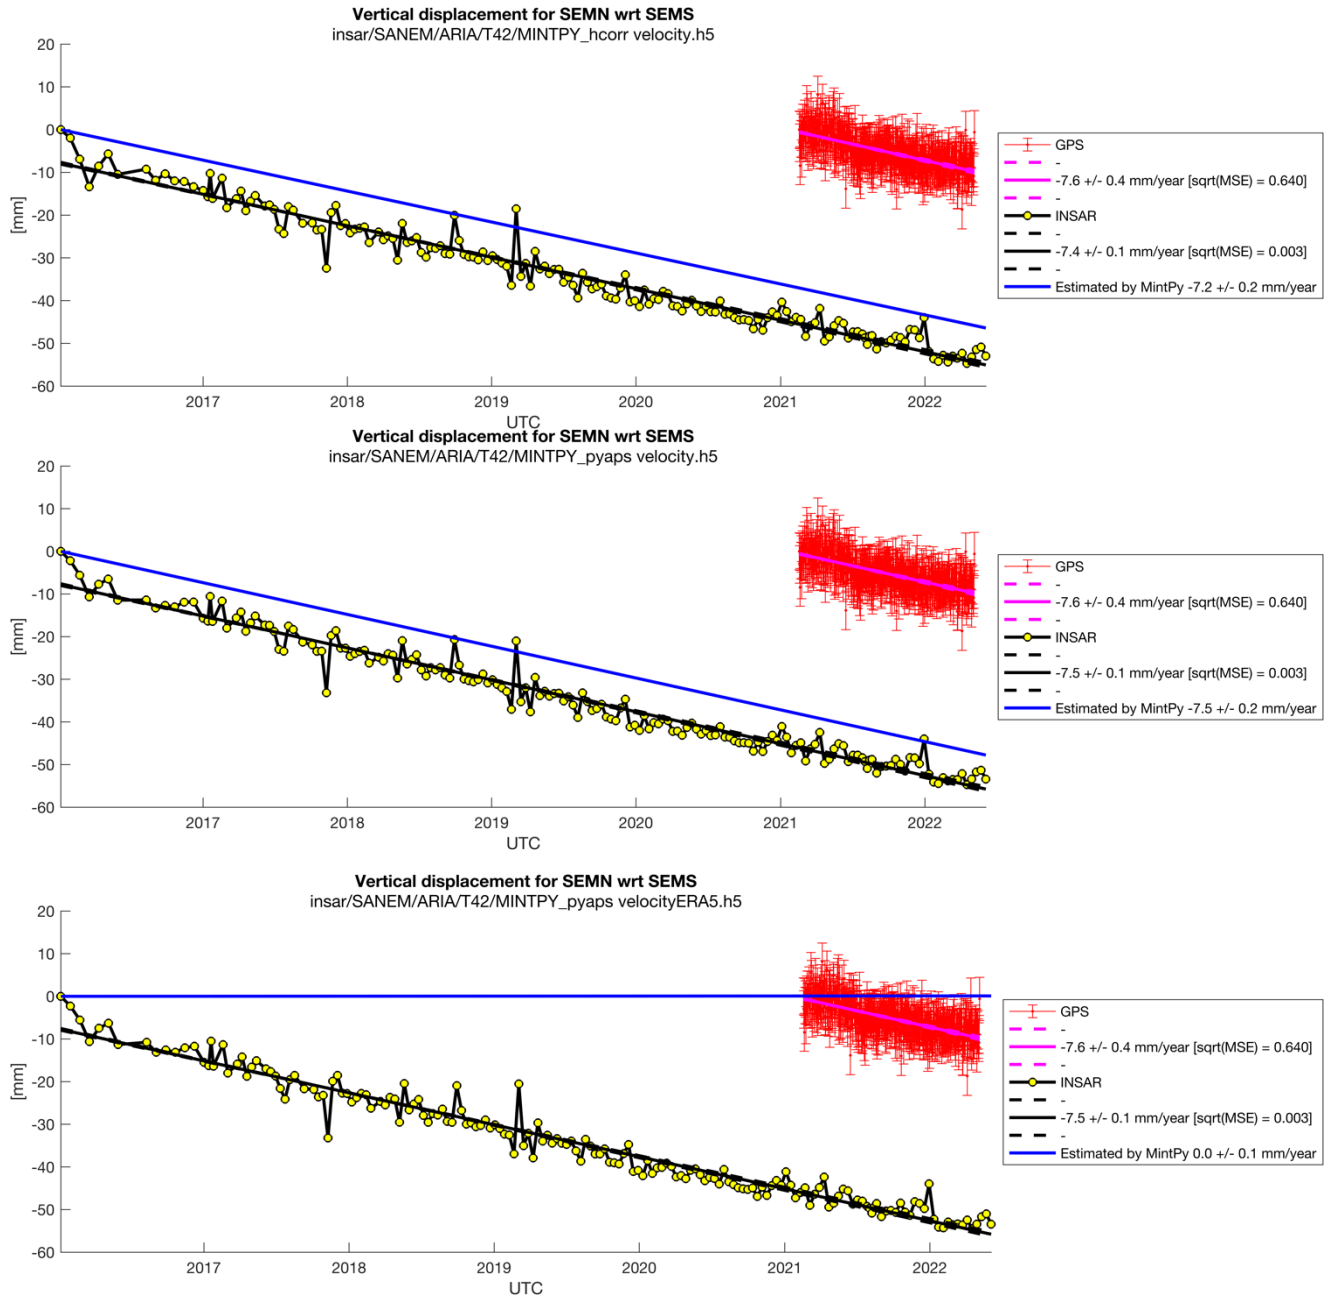 Vertical displacement for SEMN wrt SEMS
insar/SANEM/ARIA/T42/MINTPY_hcorr velocity.h5
20
10
0
-10
-20
-30
-40
-50
-60
[mm]
2017
2018
2019
2020
2021
2022
UTC
GPS
-
-7.6 +/- 0.4 mm/year [sqrt(MSE) = 0.640]
-
INSAR
-
-7.4 +/- 0.1 mm/year [sqrt(MSE) = 0.003]
-
Estimated by MintPy -7.2 +/- 0.2 mm/year
Vertical displacement for SEMN wrt SEMS
insar/SANEM/ARIA/T42/MINTPY_pyaps velocity.h5
20
10
0
-10
-20
-30
-40
-50
-60
[mm]
2017
2018
2019
2020
2021
2022
UTC
GPS
-
-7.6 +/- 0.4 mm/year [sqrt(MSE) = 0.640]
-
INSAR
-
-7.5 +/- 0.1 mm/year [sqrt(MSE) = 0.003]
-
Estimated by MintPy -7.5 +/- 0.2 mm/year
Vertical displacement for SEMN wrt SEMS
insar/SANEM/ARIA/T42/MINTPY_pyaps velocityERA5.h5
20
10
0
-10
-20
-30
-40
-50
-60
[mm]
2017
2018
2019
2020
2021
2022
UTC
GPS
-
-7.6 +/- 0.4 mm/year [sqrt(MSE) = 0.640]
-
INSAR
-
-7.5 +/- 0.1 mm/year [sqrt(MSE) = 0.003]
-
Estimated by MintPy 0.0 +/- 0.1 mm/year